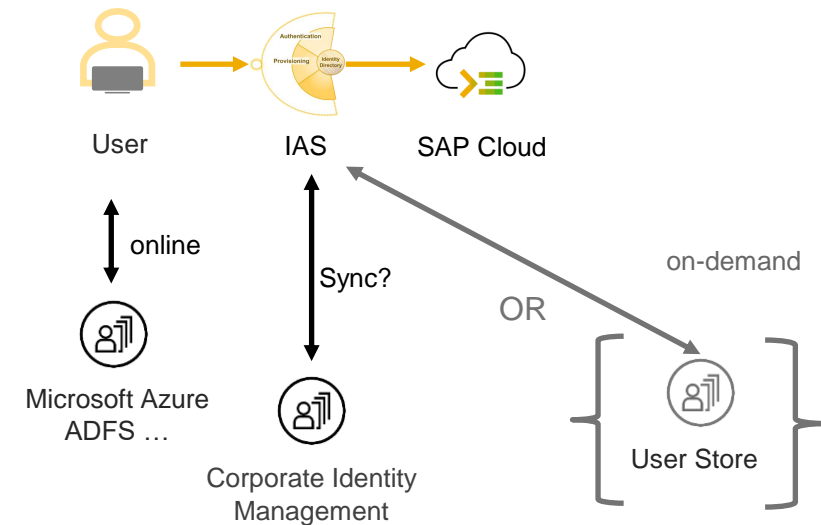 Authentication
Provisioning
Identity
Directory
User
IAS
SAP Cloud
online
Sync?
on-demand
OR
Microsoft Azure
ADFS …
Corporate Identity
Management
User Store